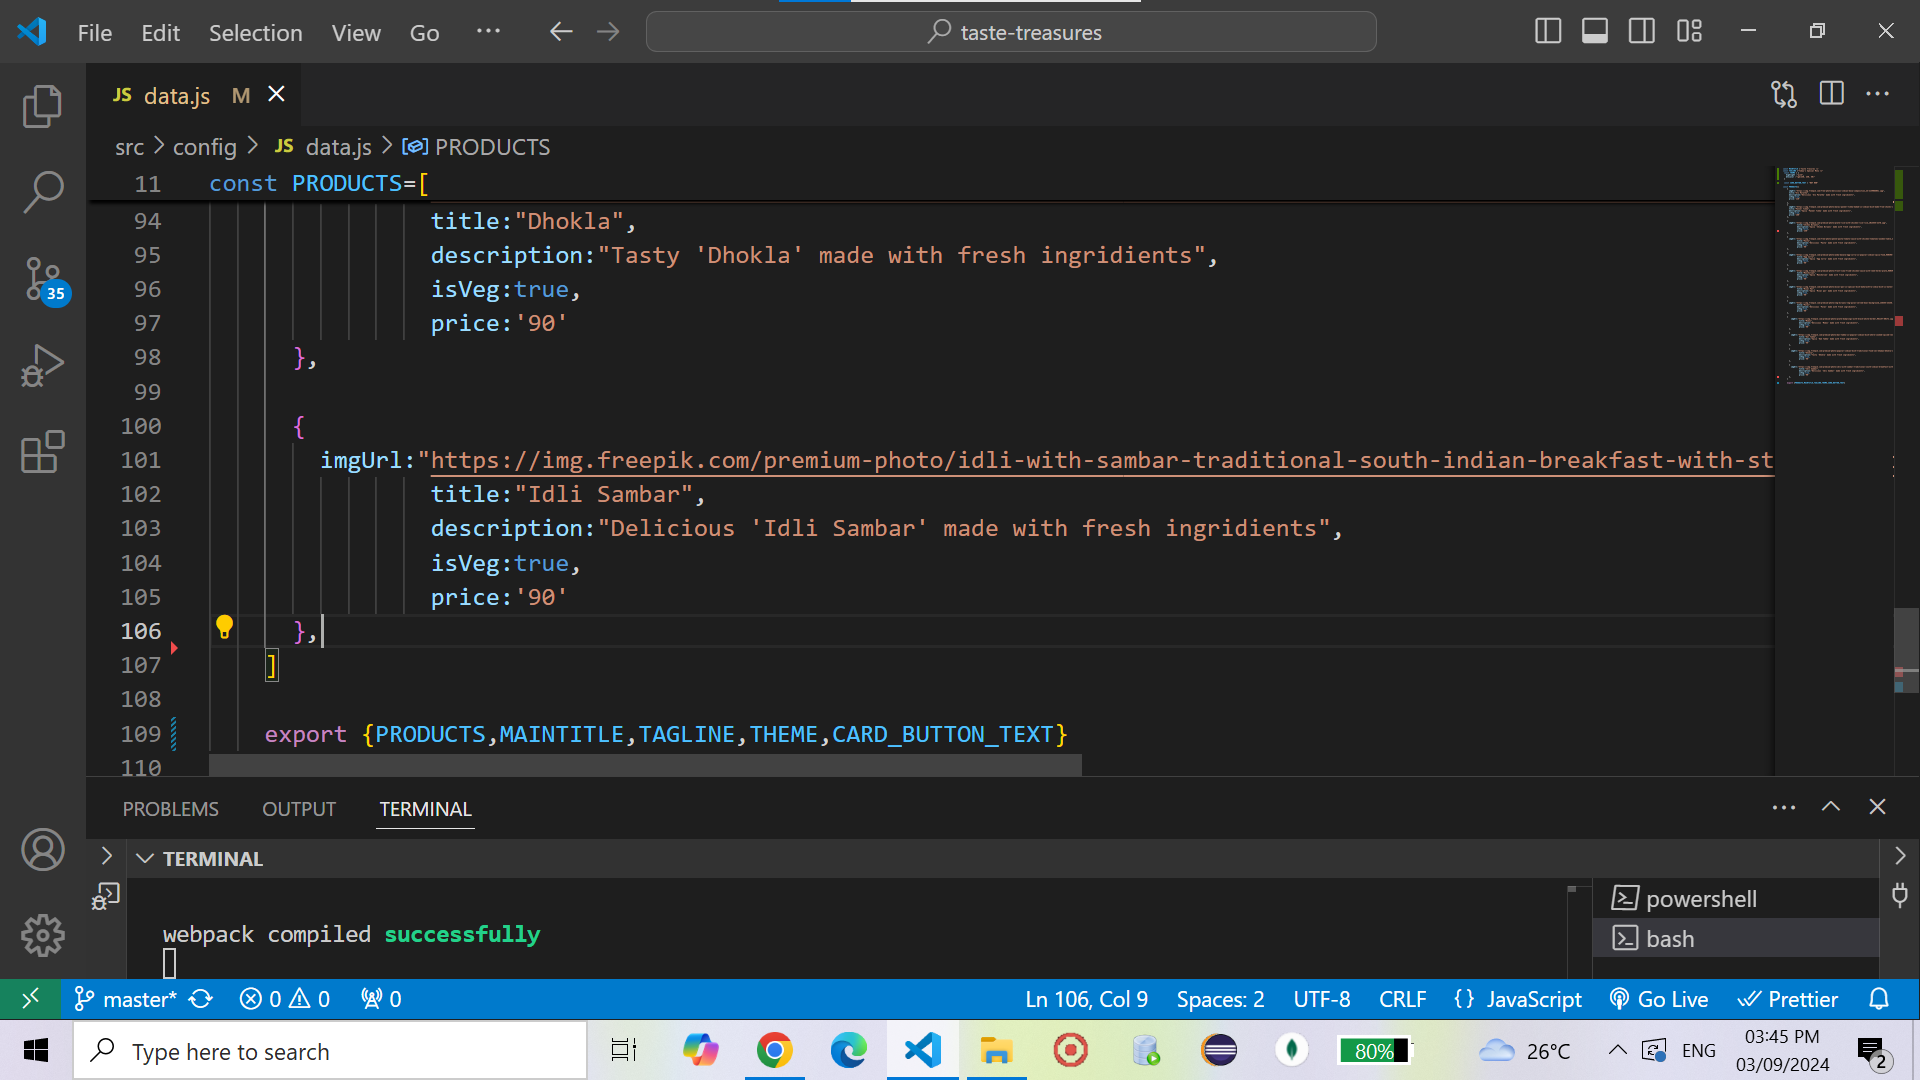 File Edit Selection View Go ··· taste-treasures
JS data.js M
src > config > JS data.js > PRODUCTS
11 const PRODUCTS=[
94 title:"Dhokla",
95 description:"Tasty 'Dhokla' made with fresh ingridients",
96 isVeg:true,
97 price:'90'
98 },
99
100 {
101 imgUrl:"https://img.freepik.com/premium-photo/idli-with-sambar-traditional-south-indian-breakfast-with-st
102 title:"Idli Sambar",
103 description:"Delicious 'Idli Sambar' made with fresh ingridients",
104 isVeg:true,
105 price:'90'
106 },
107 ]
108
109 export {PRODUCTS,MAINTITLE,TAGLINE,THEME,CARD_BUTTON_TEXT}
110
35
PROBLEMS OUTPUT TERMINAL
TERMINAL
webpack compiled successfully
powershell
bash
master* 0 0 0 Ln 106, Col 9 Spaces: 2 UTF-8 CRLF {} JavaScript Go Live Prettier
Type here to search 80% 26°C ENG 03:45 PM
03/09/2024 2